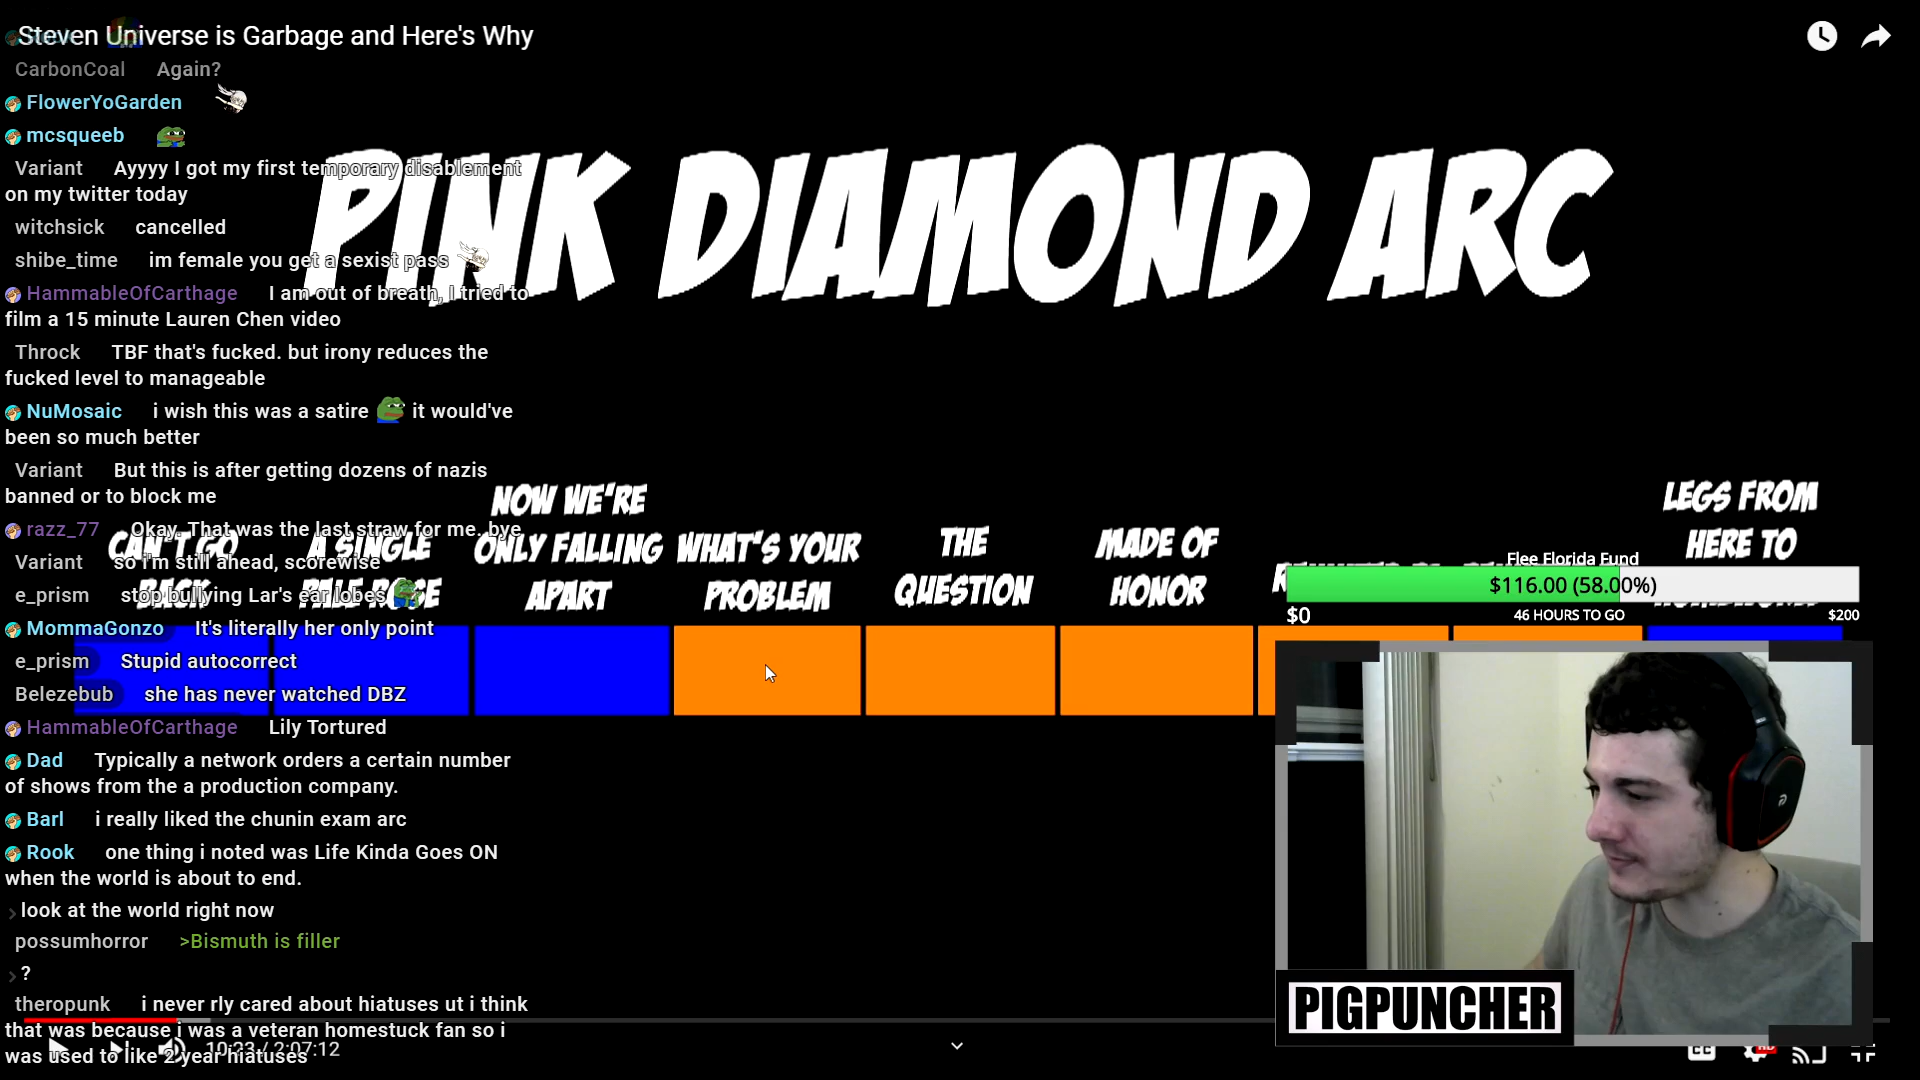 Steven Universe is Garbage and Here's Why
CarbonCoal Again?
FlowerYoGarden
mcsqueeb
Variant Ayyyy I got my first temporary disablement
on my twitter today
witchsick cancelled
shibe_time im female you get a sexist pass
HammableOfCarthage I am out of breath, I tried to
film a 15 minute Lauren Chen video
Throck TBF that's fucked. but irony reduces the
fucked level to manageable
NuMosaic i wish this was a satire it would've
been so much better
Variant But this is after getting dozens of nazis
banned or to block me
razz_77 Okay. That was the last straw for me. bye
Variant so i'm still ahead, scorewise
e_prism stop bullying Lar's ear lobes
MommaGonzo It's literally her only point
e_prism Stupid autocorrect
Belezebub she has never watched DBZ
HammableOfCarthage Lily Tortured
Dad Typically a network orders a certain number
of shows from the a production company.
Barl i really liked the chunin exam arc
Rook one thing i noted was Life Kinda Goes ON
when the world is about to end.
look at the world right now
possumhorror >Bismuth is filler
?
theropunk i never rly cared about hiatuses ut i think
that was because i was a veteran homestuck fan so i
was used to like 2 year hiatuses
10:23 / 2:07:12
PINK DIAMOND ARC
CAN'T GO
BACK
A SINGLE
PALE ROSE
NOW WE'RE
ONLY FALLING
APART
WHAT'S YOUR
PROBLEM
THE
QUESTION
MADE OF
HONOR
LEGS FROM
HERE TO
Flee Florida Fund
$116.00 (58.00%)
$0
46 HOURS TO GO
$200
PIGPUNCHER
CC
HD